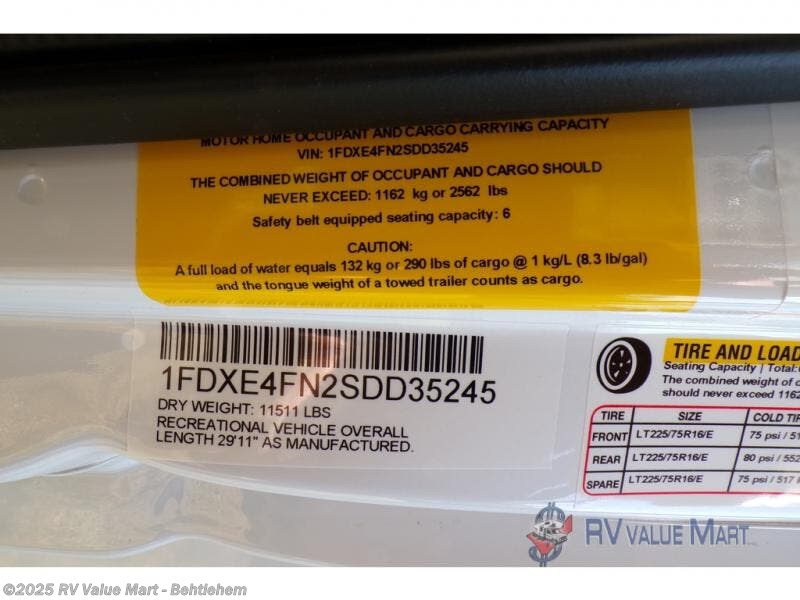 MOTOR HOME OCCUPANT AND CARGO CARRYING CAPACITY
VIN: 1FDXE4FN2SDD35245
THE COMBINED WEIGHT OF OCCUPANT AND CARGO SHOULD
NEVER EXCEED: 1162 kg or 2562 lbs
Safety belt equipped seating capacity: 6
CAUTION:
A full load of water equals 132 kg or 290 lbs of cargo @ 1 kg/L (8.3 lb/gal)
and the tongue weight of a towed trailer counts as cargo.
1FDXE4FN2SDD35245
DRY WEIGHT: 11511 LBS
RECREATIONAL VEHICLE OVERALL
LENGTH 29'11" AS MANUFACTURED.
TIRE AND LOAD
Seating Capacity | Total:
The combined weight of
should never exceed 1162
TIRE SIZE COLD
FRONT LT225/75R16/E 75 psi / 51
REAR LT225/75R16/E 80 psi / 552
SPARE LT225/75R16/E 75 psi / 517
RV VALUE MART
©2025 RV Value Mart - Behtlehem